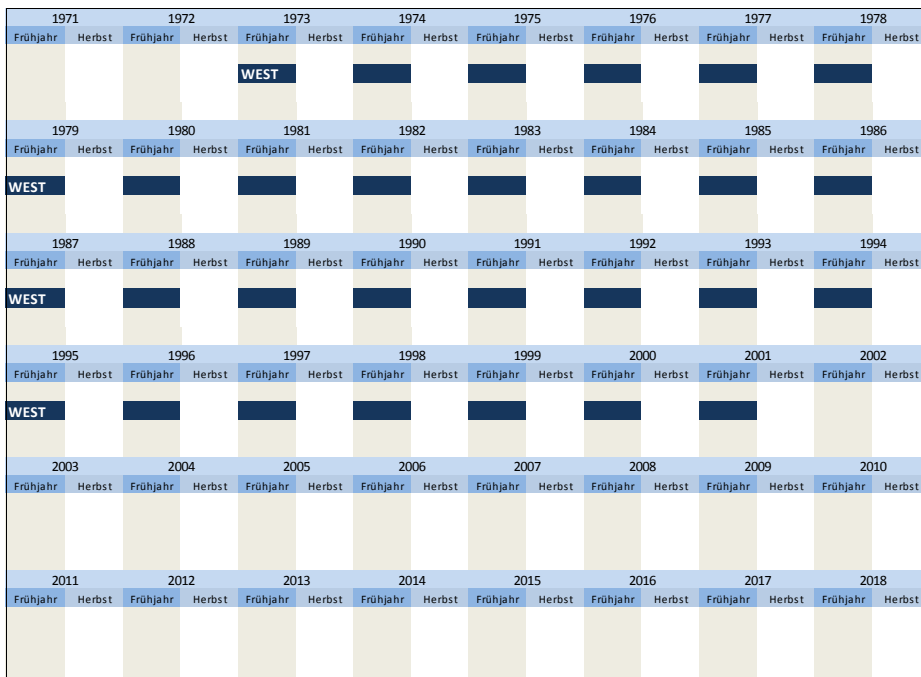 1971 1972 1973 1974 1975 1976 1977 1978
Frühjahr Herbst Frühjahr Herbst Frühjahr Herbst Frühjahr Herbst Frühjahr Herbst Frühjahr Herbst Frühjahr Herbst Frühjahr Herbst
WEST
1979 1980 1981 1982 1983 1984 1985 1986
Frühjahr Herbst Frühjahr Herbst Frühjahr Herbst Frühjahr Herbst Frühjahr Herbst Frühjahr Herbst Frühjahr Herbst Frühjahr Herbst
WEST
1987 1988 1989 1990 1991 1992 1993 1994
Frühjahr Herbst Frühjahr Herbst Frühjahr Herbst Frühjahr Herbst Frühjahr Herbst Frühjahr Herbst Frühjahr Herbst Frühjahr Herbst
WEST
1995 1996 1997 1998 1999 2000 2001 2002
Frühjahr Herbst Frühjahr Herbst Frühjahr Herbst Frühjahr Herbst Frühjahr Herbst Frühjahr Herbst Frühjahr Herbst Frühjahr Herbst
WEST
2003 2004 2005 2006 2007 2008 2009 2010
Frühjahr Herbst Frühjahr Herbst Frühjahr Herbst Frühjahr Herbst Frühjahr Herbst Frühjahr Herbst Frühjahr Herbst Frühjahr Herbst
2011 2012 2013 2014 2015 2016 2017 2018
Frühjahr Herbst Frühjahr Herbst Frühjahr Herbst Frühjahr Herbst Frühjahr Herbst Frühjahr Herbst Frühjahr Herbst Frühjahr Herbst